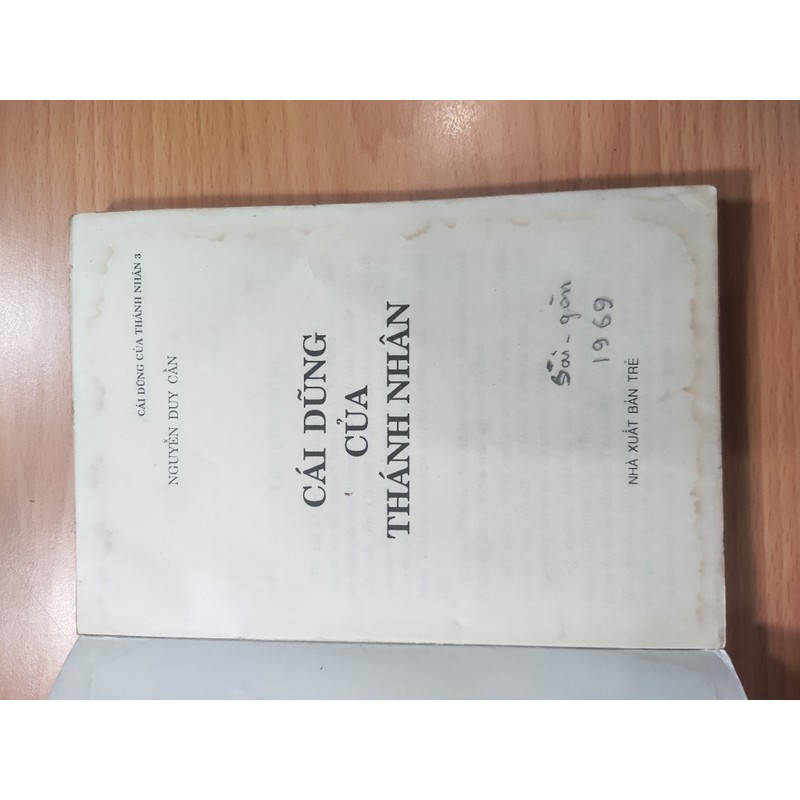 CÁI DŨNG CỦA THÁNH NHÂN 3
NGUYỄN DUY CẦN
CÁI DŨNG
CỦA
THÁNH NHÂN
Sài - gòn
1969
NHÀ XUẤT BẢN TRẺ